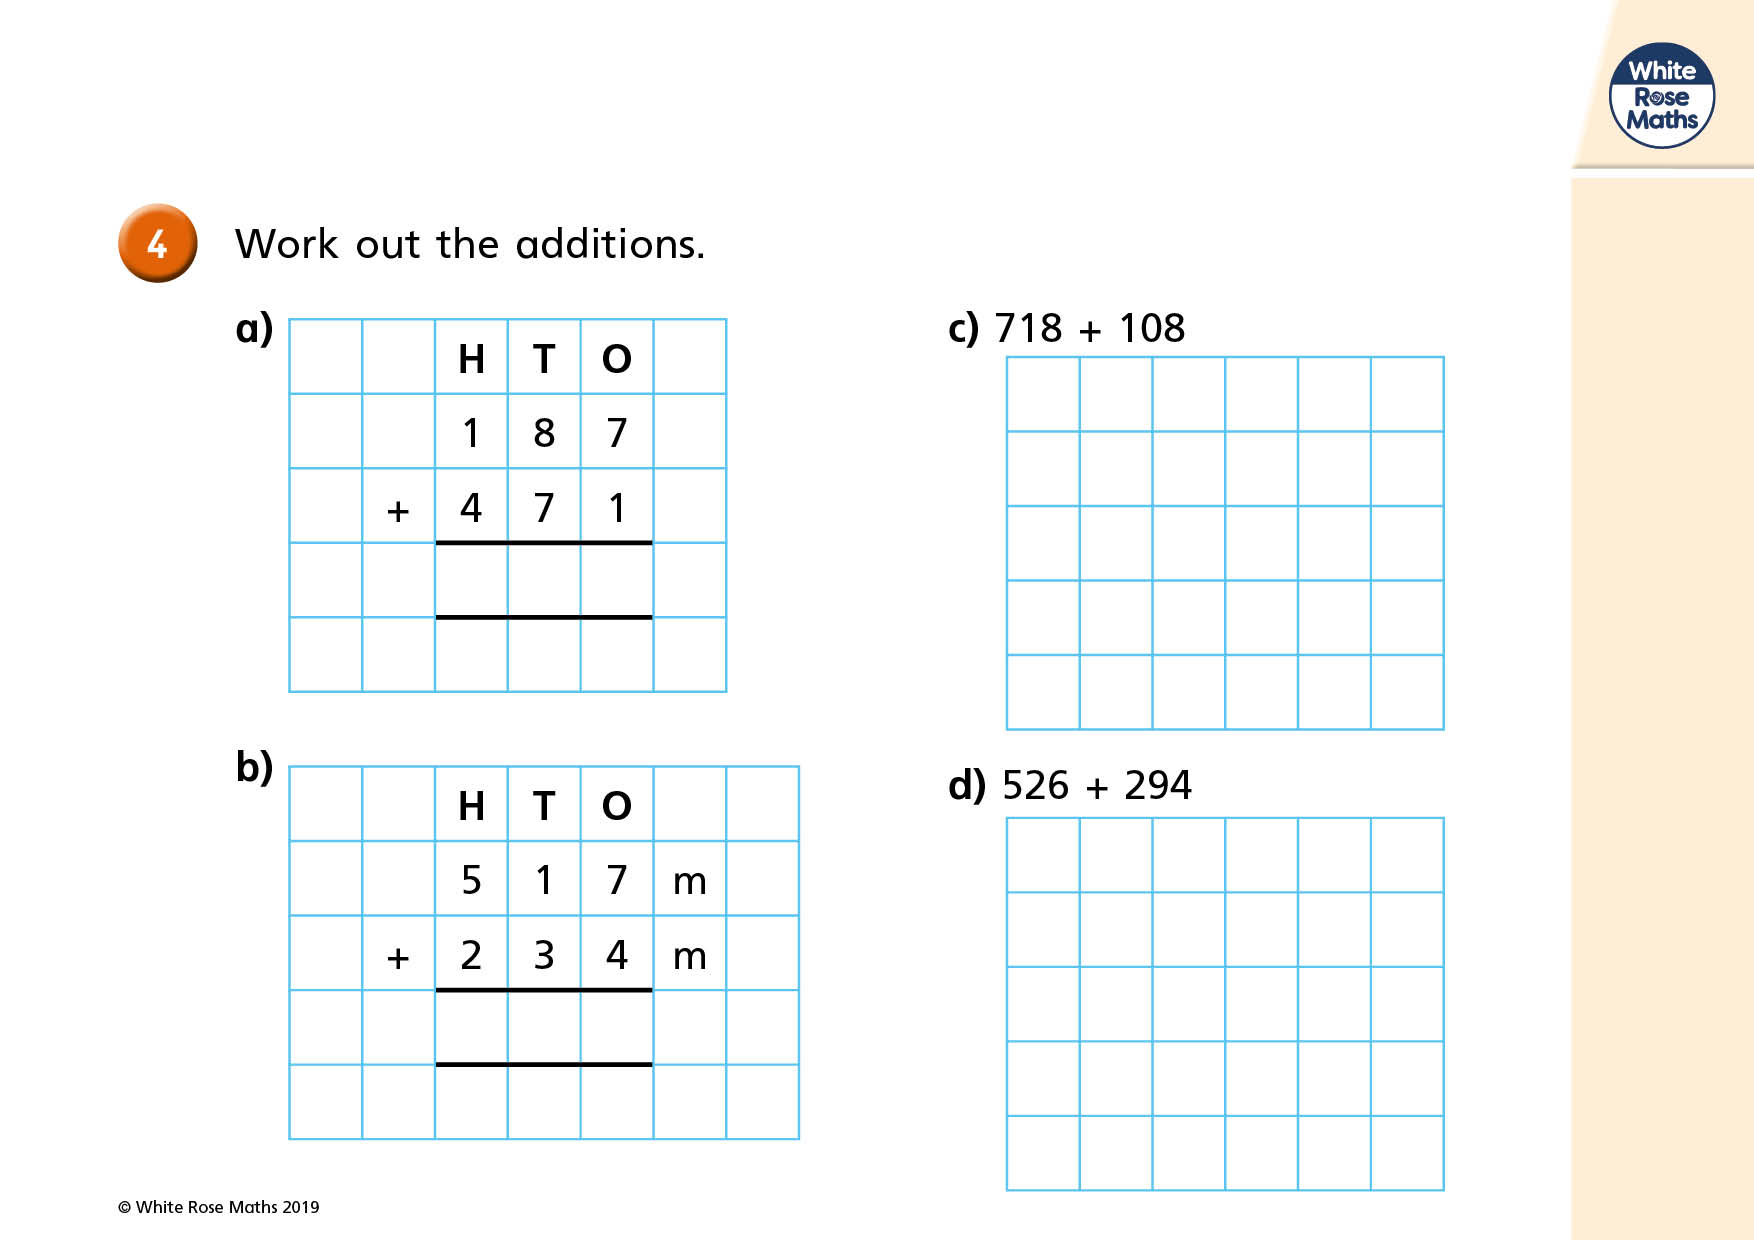 White
Rose
Maths
4 Work out the additions.
a)
H T O
1 8 7
+ 4 7 1
b)
H T O
5 1 7 m
+ 2 3 4 m
c) 718 + 108
d) 526 + 294
© White Rose Maths 2019